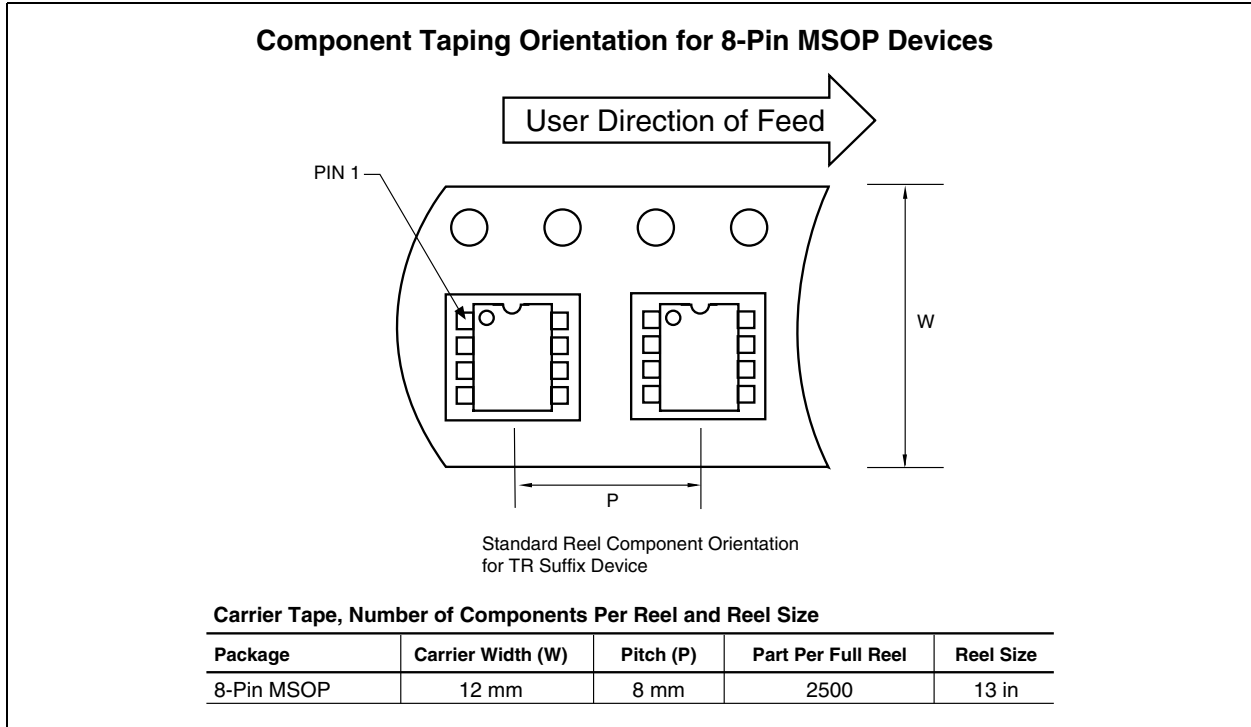 Component Taping Orientation for 8-Pin MSOP Devices
User Direction of Feed
PIN 1
W
P
Standard Reel Component Orientation
for TR Suffix Device
Carrier Tape, Number of Components Per Reel and Reel Size
Package Carrier Width (W) Pitch (P) Part Per Full Reel Reel Size
8-Pin MSOP 12 mm 8 mm 2500 13 in